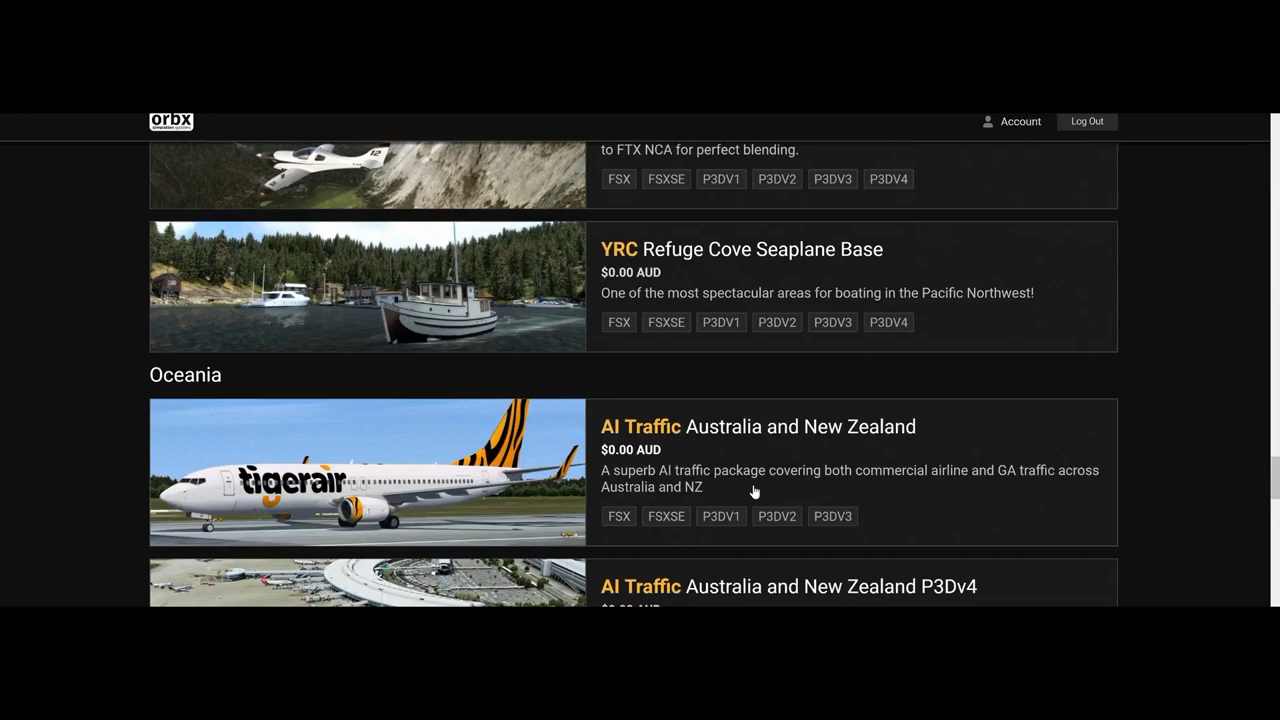 orbx
simulation systems
Account
Log Out
to FTX NCA for perfect blending.
FSX FSXSE P3DV1 P3DV2 P3DV3 P3DV4
12
YRC Refuge Cove Seaplane Base
$0.00 AUD
One of the most spectacular areas for boating in the Pacific Northwest!
FSX FSXSE P3DV1 P3DV2 P3DV3 P3DV4
Oceania
tigerair
AI Traffic Australia and New Zealand
$0.00 AUD
A superb AI traffic package covering both commercial airline and GA traffic across
Australia and NZ
FSX FSXSE P3DV1 P3DV2 P3DV3
AI Traffic Australia and New Zealand P3Dv4